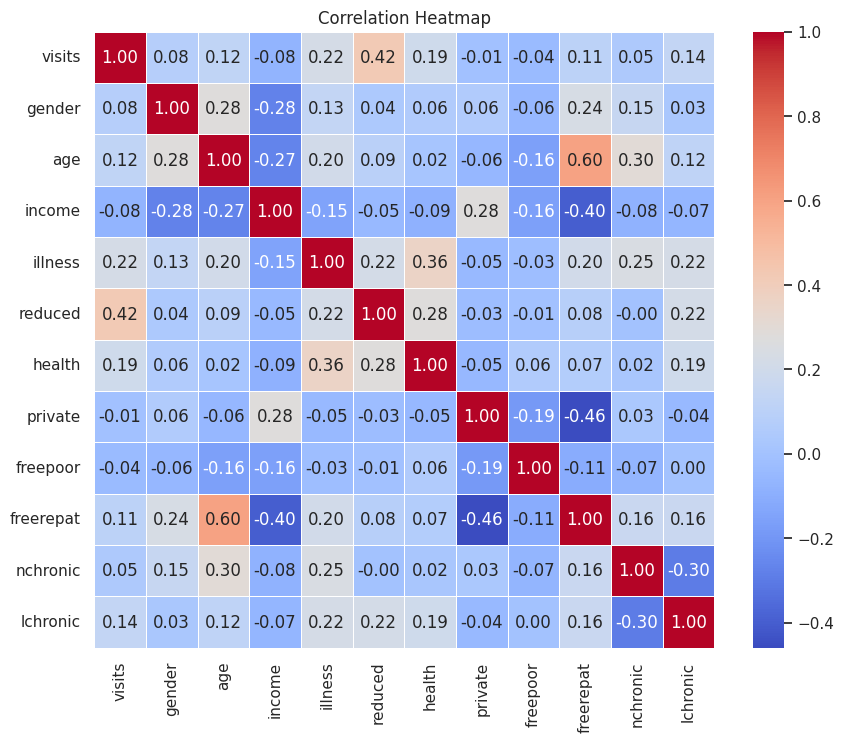 Correlation Heatmap
visits 1.00 0.08 0.12 -0.08 0.22 0.42 0.19 -0.01 -0.04 0.11 0.05 0.14
gender 0.08 1.00 0.28 -0.28 0.13 0.04 0.06 0.06 -0.06 0.24 0.15 0.03
age 0.12 0.28 1.00 -0.27 0.20 0.09 0.02 -0.06 -0.16 0.60 0.30 0.12
income -0.08 -0.28 -0.27 1.00 -0.15 -0.05 -0.09 0.28 -0.16 -0.40 -0.08 -0.07
illness 0.22 0.13 0.20 -0.15 1.00 0.22 0.36 -0.05 -0.03 0.20 0.25 0.22
reduced 0.42 0.04 0.09 -0.05 0.22 1.00 0.28 -0.03 -0.01 0.08 -0.00 0.22
health 0.19 0.06 0.02 -0.09 0.36 0.28 1.00 -0.05 0.06 0.07 0.02 0.19
private -0.01 0.06 -0.06 0.28 -0.05 -0.03 -0.05 1.00 -0.19 -0.46 0.03 -0.04
freepoor -0.04 -0.06 -0.16 -0.16 -0.03 -0.01 0.06 -0.19 1.00 -0.11 -0.07 0.00
freerepat 0.11 0.24 0.60 -0.40 0.20 0.08 0.07 -0.46 -0.11 1.00 0.16 0.16
nchronic 0.05 0.15 0.30 -0.08 0.25 -0.00 0.02 0.03 -0.07 0.16 1.00 -0.30
lchronic 0.14 0.03 0.12 -0.07 0.22 0.22 0.19 -0.04 0.00 0.16 -0.30 1.00
visits gender age income illness reduced health private freepoor freerepat nchronic lchronic
1.0
0.8
0.6
0.4
0.2
0.0
−0.2
−0.4